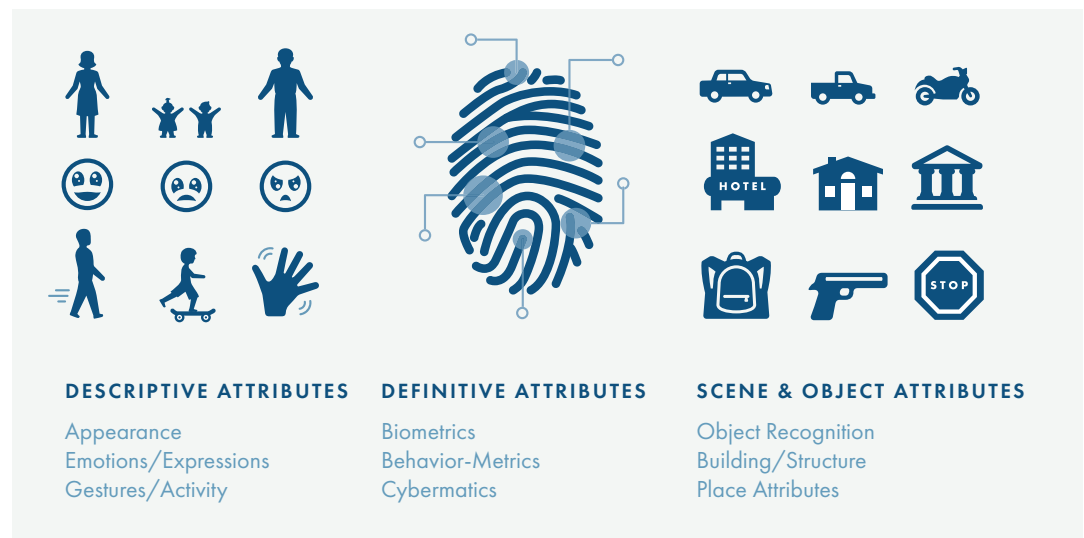 HOTEL
STOP
DESCRIPTIVE ATTRIBUTES
Appearance
Emotions/Expressions
Gestures/Activity
DEFINITIVE ATTRIBUTES
Biometrics
Behavior-Metrics
Cybermatics
SCENE & OBJECT ATTRIBUTES
Object Recognition
Building/Structure
Place Attributes